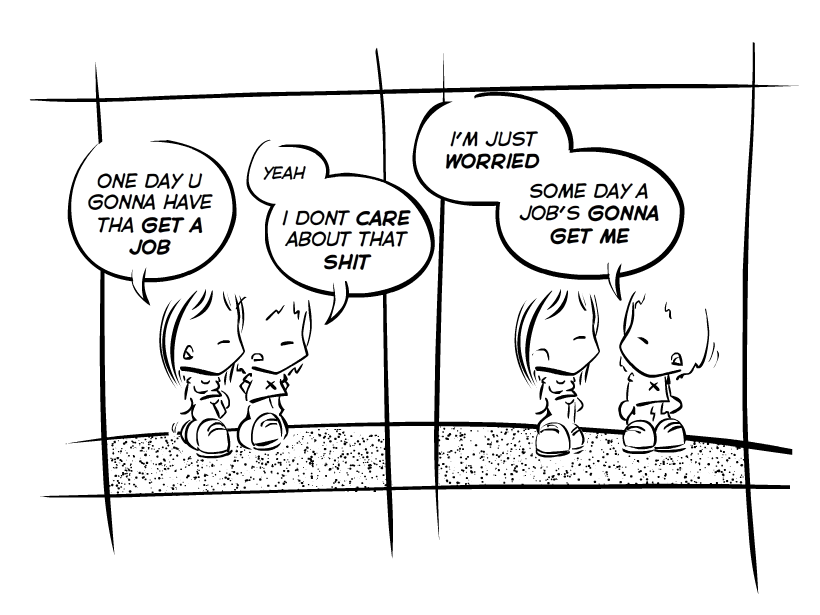 ONE DAY U
GONNA HAVE
THA GET A
JOB
YEAH
I DONT CARE
ABOUT THAT
SHIT
I'M JUST
WORRIED
SOME DAY A
JOB'S GONNA
GET ME